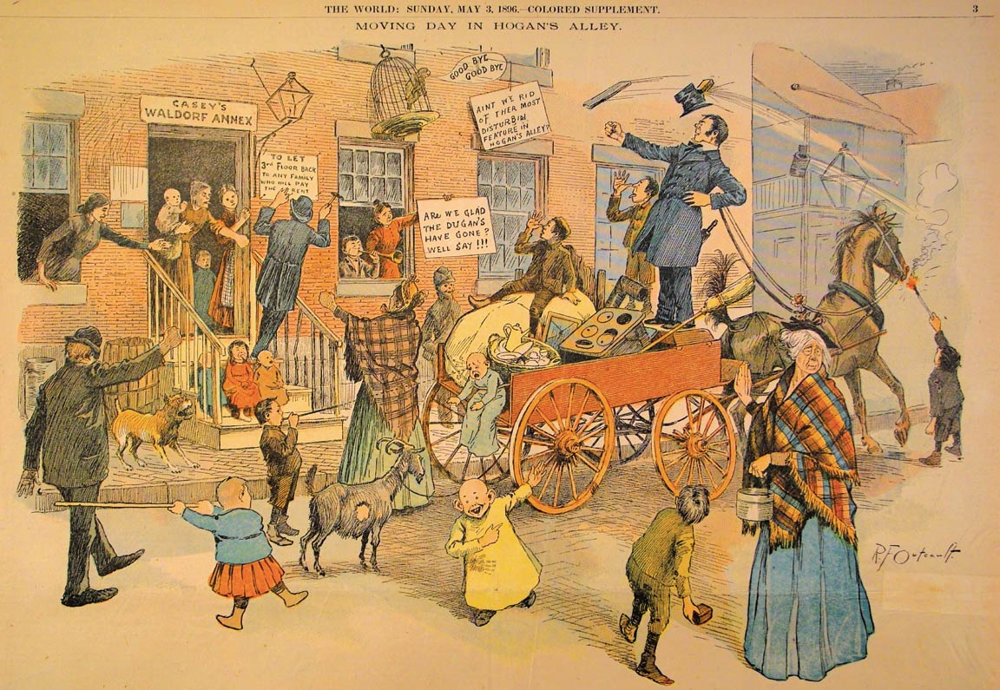 THE WORLD: SUNDAY, MAY 3, 1896.—COLORED SUPPLEMENT.
3
MOVING DAY IN HOGAN'S ALLEY.
GOOD BYE
GOOD BYE
AINT WE RID
OF THER MOST
DISTURBIN
FEATURE IN
HOGAN'S ALLEY?
CASEY'S
WALDORF ANNEX
TO LET
3rd FLOOR BACK
TO ANY FAMILY
WHO WILL PAY
THE RENT
ARE WE GLAD
THE DUGAN'S
HAVE GONE?
WELL SAY!!!
R.F. Outcault.